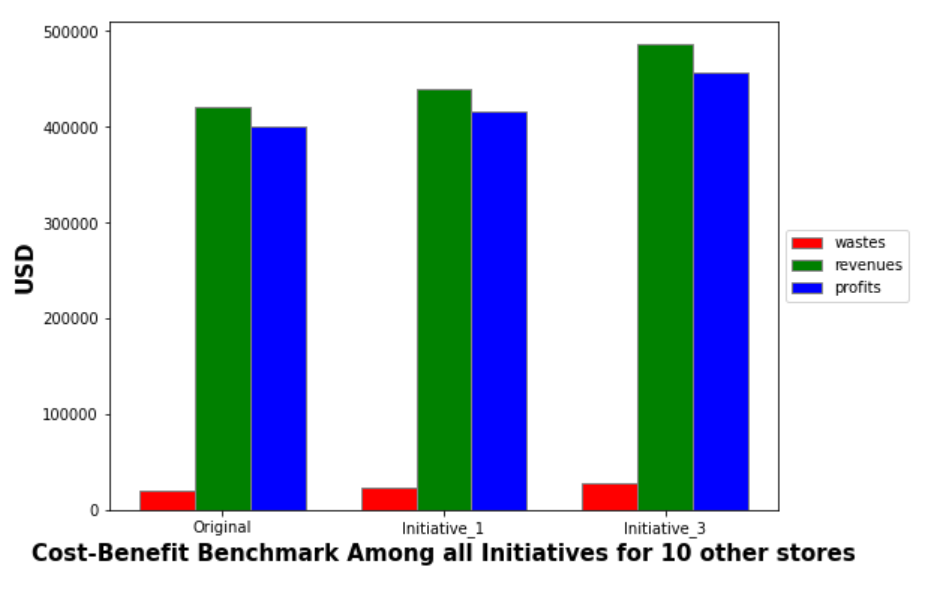 500000
400000
300000
200000
100000
0
USD
wastes
revenues
profits
Original Initiative_1 Initiative_3
Cost-Benefit Benchmark Among all Initiatives for 10 other stores